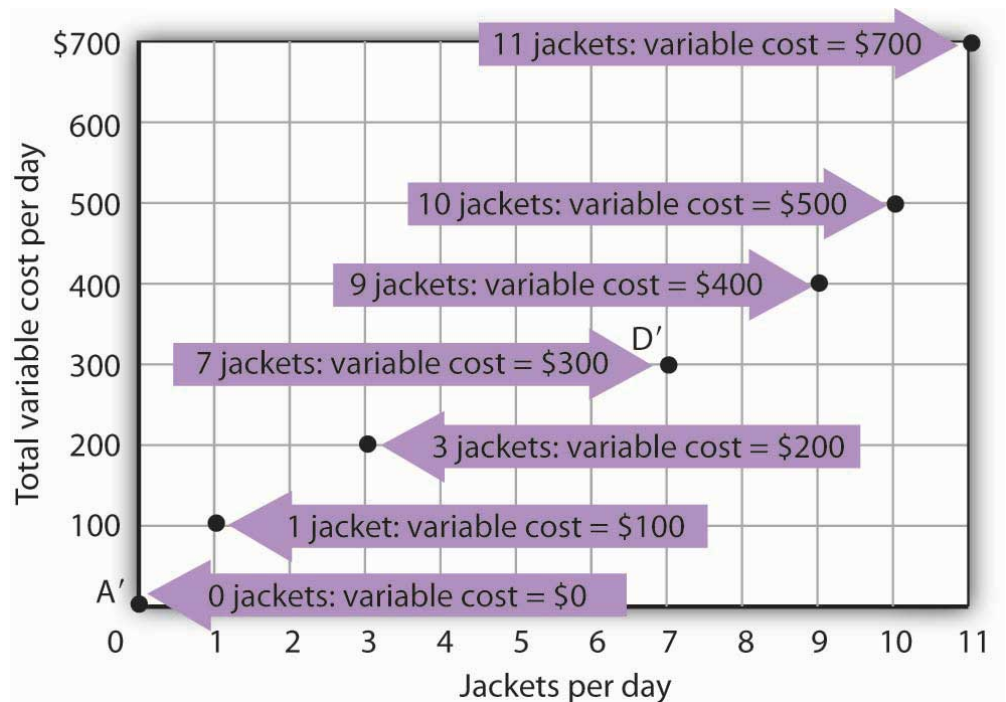 $700
11 jackets: variable cost = $700
600
500
10 jackets: variable cost = $500
400
9 jackets: variable cost = $400
D′
300
7 jackets: variable cost = $300
200
3 jackets: variable cost = $200
100
1 jacket: variable cost = $100
A′
0 jackets: variable cost = $0
0 1 2 3 4 5 6 7 8 9 10 11
Jackets per day
Total variable cost per day